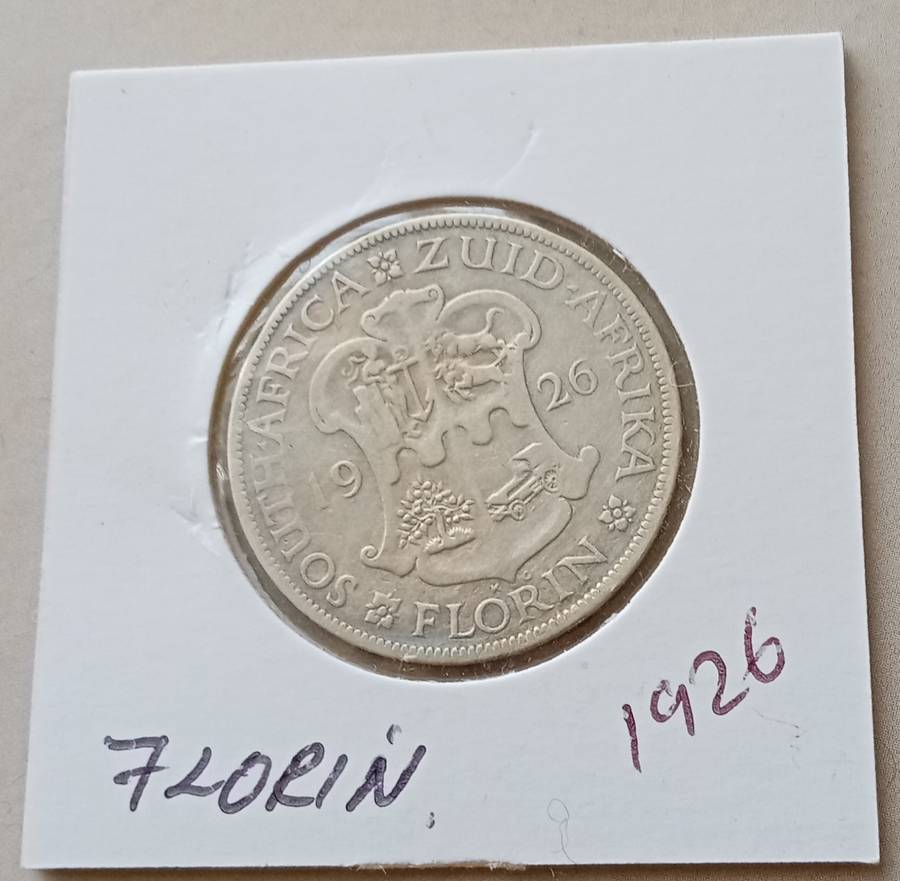 SOUTH·AFRICA ZUID-AFRIKA
19 26
FLORIN
FLORIN.
1926